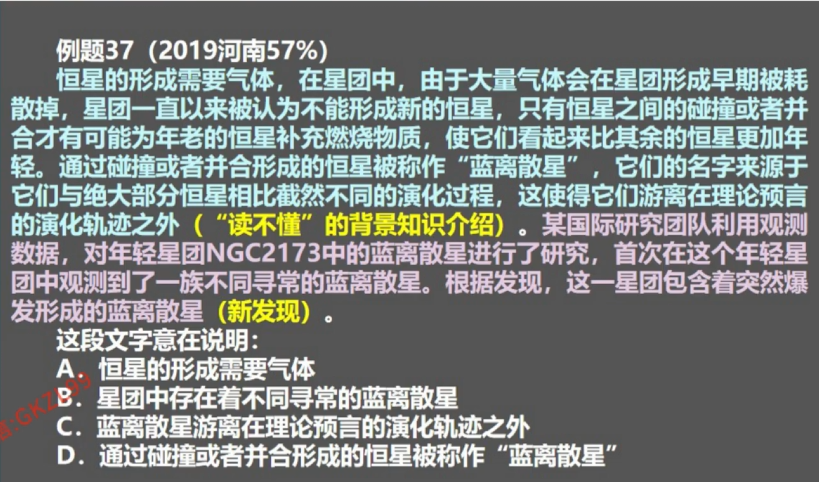 例题37（2019河南57%）
恒星的形成需要气体，在星团中，由于大量气体会在星团形成早期被耗
散掉，星团一直以来被认为不能形成新的恒星，只有恒星之间的碰撞或者并
合才有可能为年老的恒星补充燃烧物质，使它们看起来比其余的恒星更加年
轻。通过碰撞或者并合形成的恒星被称作“蓝离散星”，它们的名字来源于
它们与绝大部分恒星相比截然不同的演化过程，这使得它们游离在理论预言
的演化轨迹之外（“读不懂”的背景知识介绍）。某国际研究团队利用观测
数据，对年轻星团NGC2173中的蓝离散星进行了研究，首次在这个年轻星
团中观测到了一族不同寻常的蓝离散星。根据发现，这一星团包含着突然爆
发形成的蓝离散星（新发现）。
这段文字意在说明：
A．恒星的形成需要气体
B．星团中存在着不同寻常的蓝离散星
C．蓝离散星游离在理论预言的演化轨迹之外
D．通过碰撞或者并合形成的恒星被称作“蓝离散星”